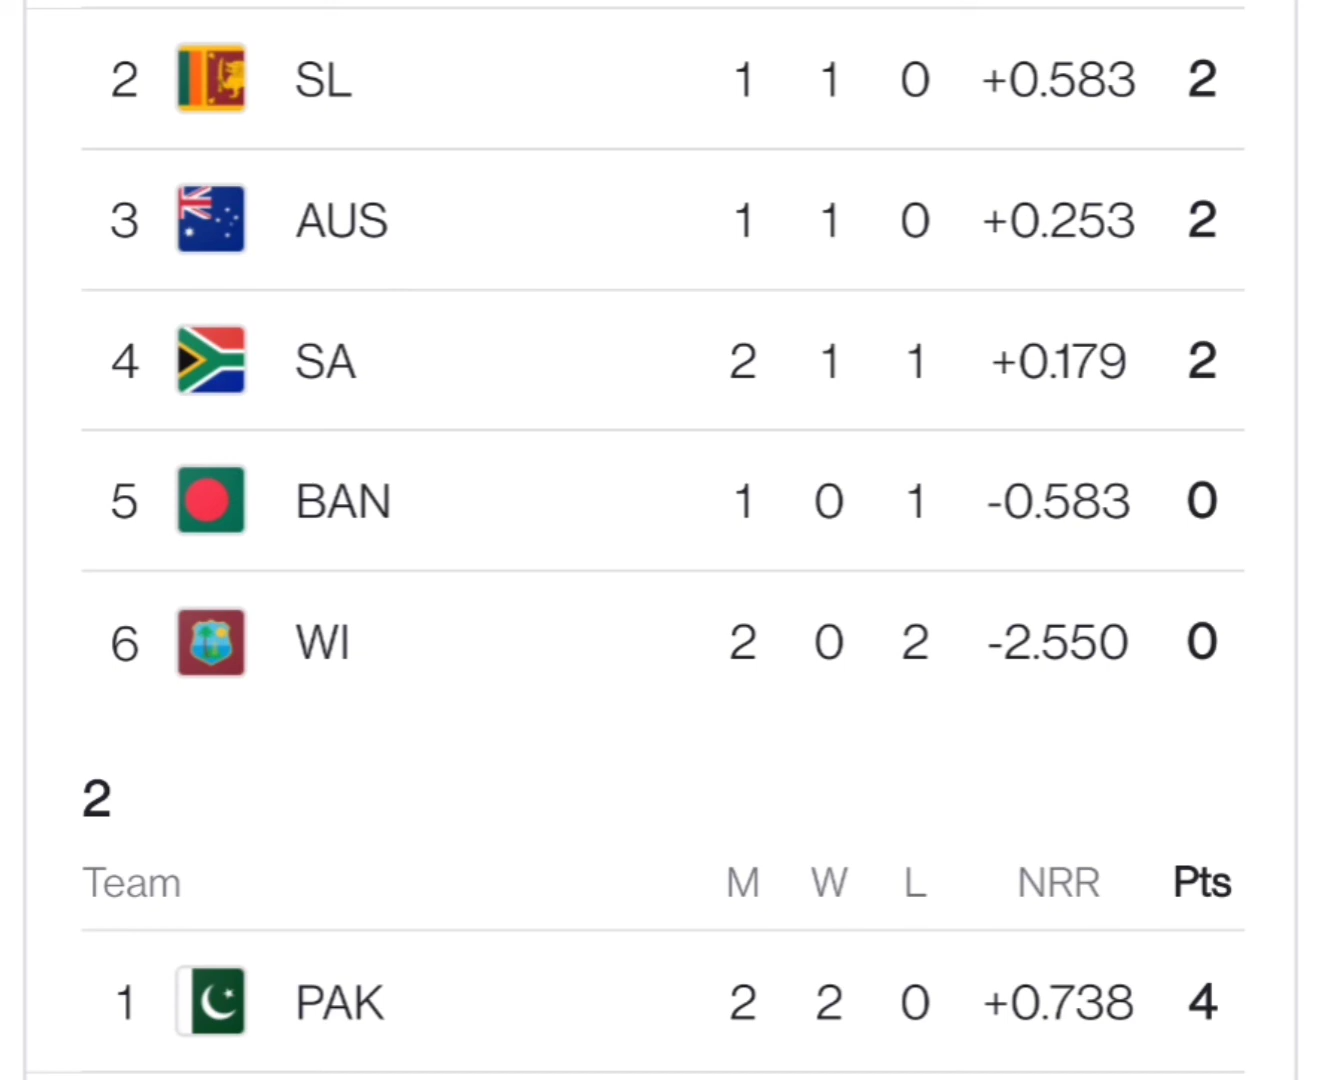 2 SL 1 1 0 +0.583 2
3 AUS 1 1 0 +0.253 2
4 SA 2 1 1 +0.179 2
5 BAN 1 0 1 -0.583 0
6 WI 2 0 2 -2.550 0
2
Team M W L NRR Pts
1 PAK 2 2 0 +0.738 4